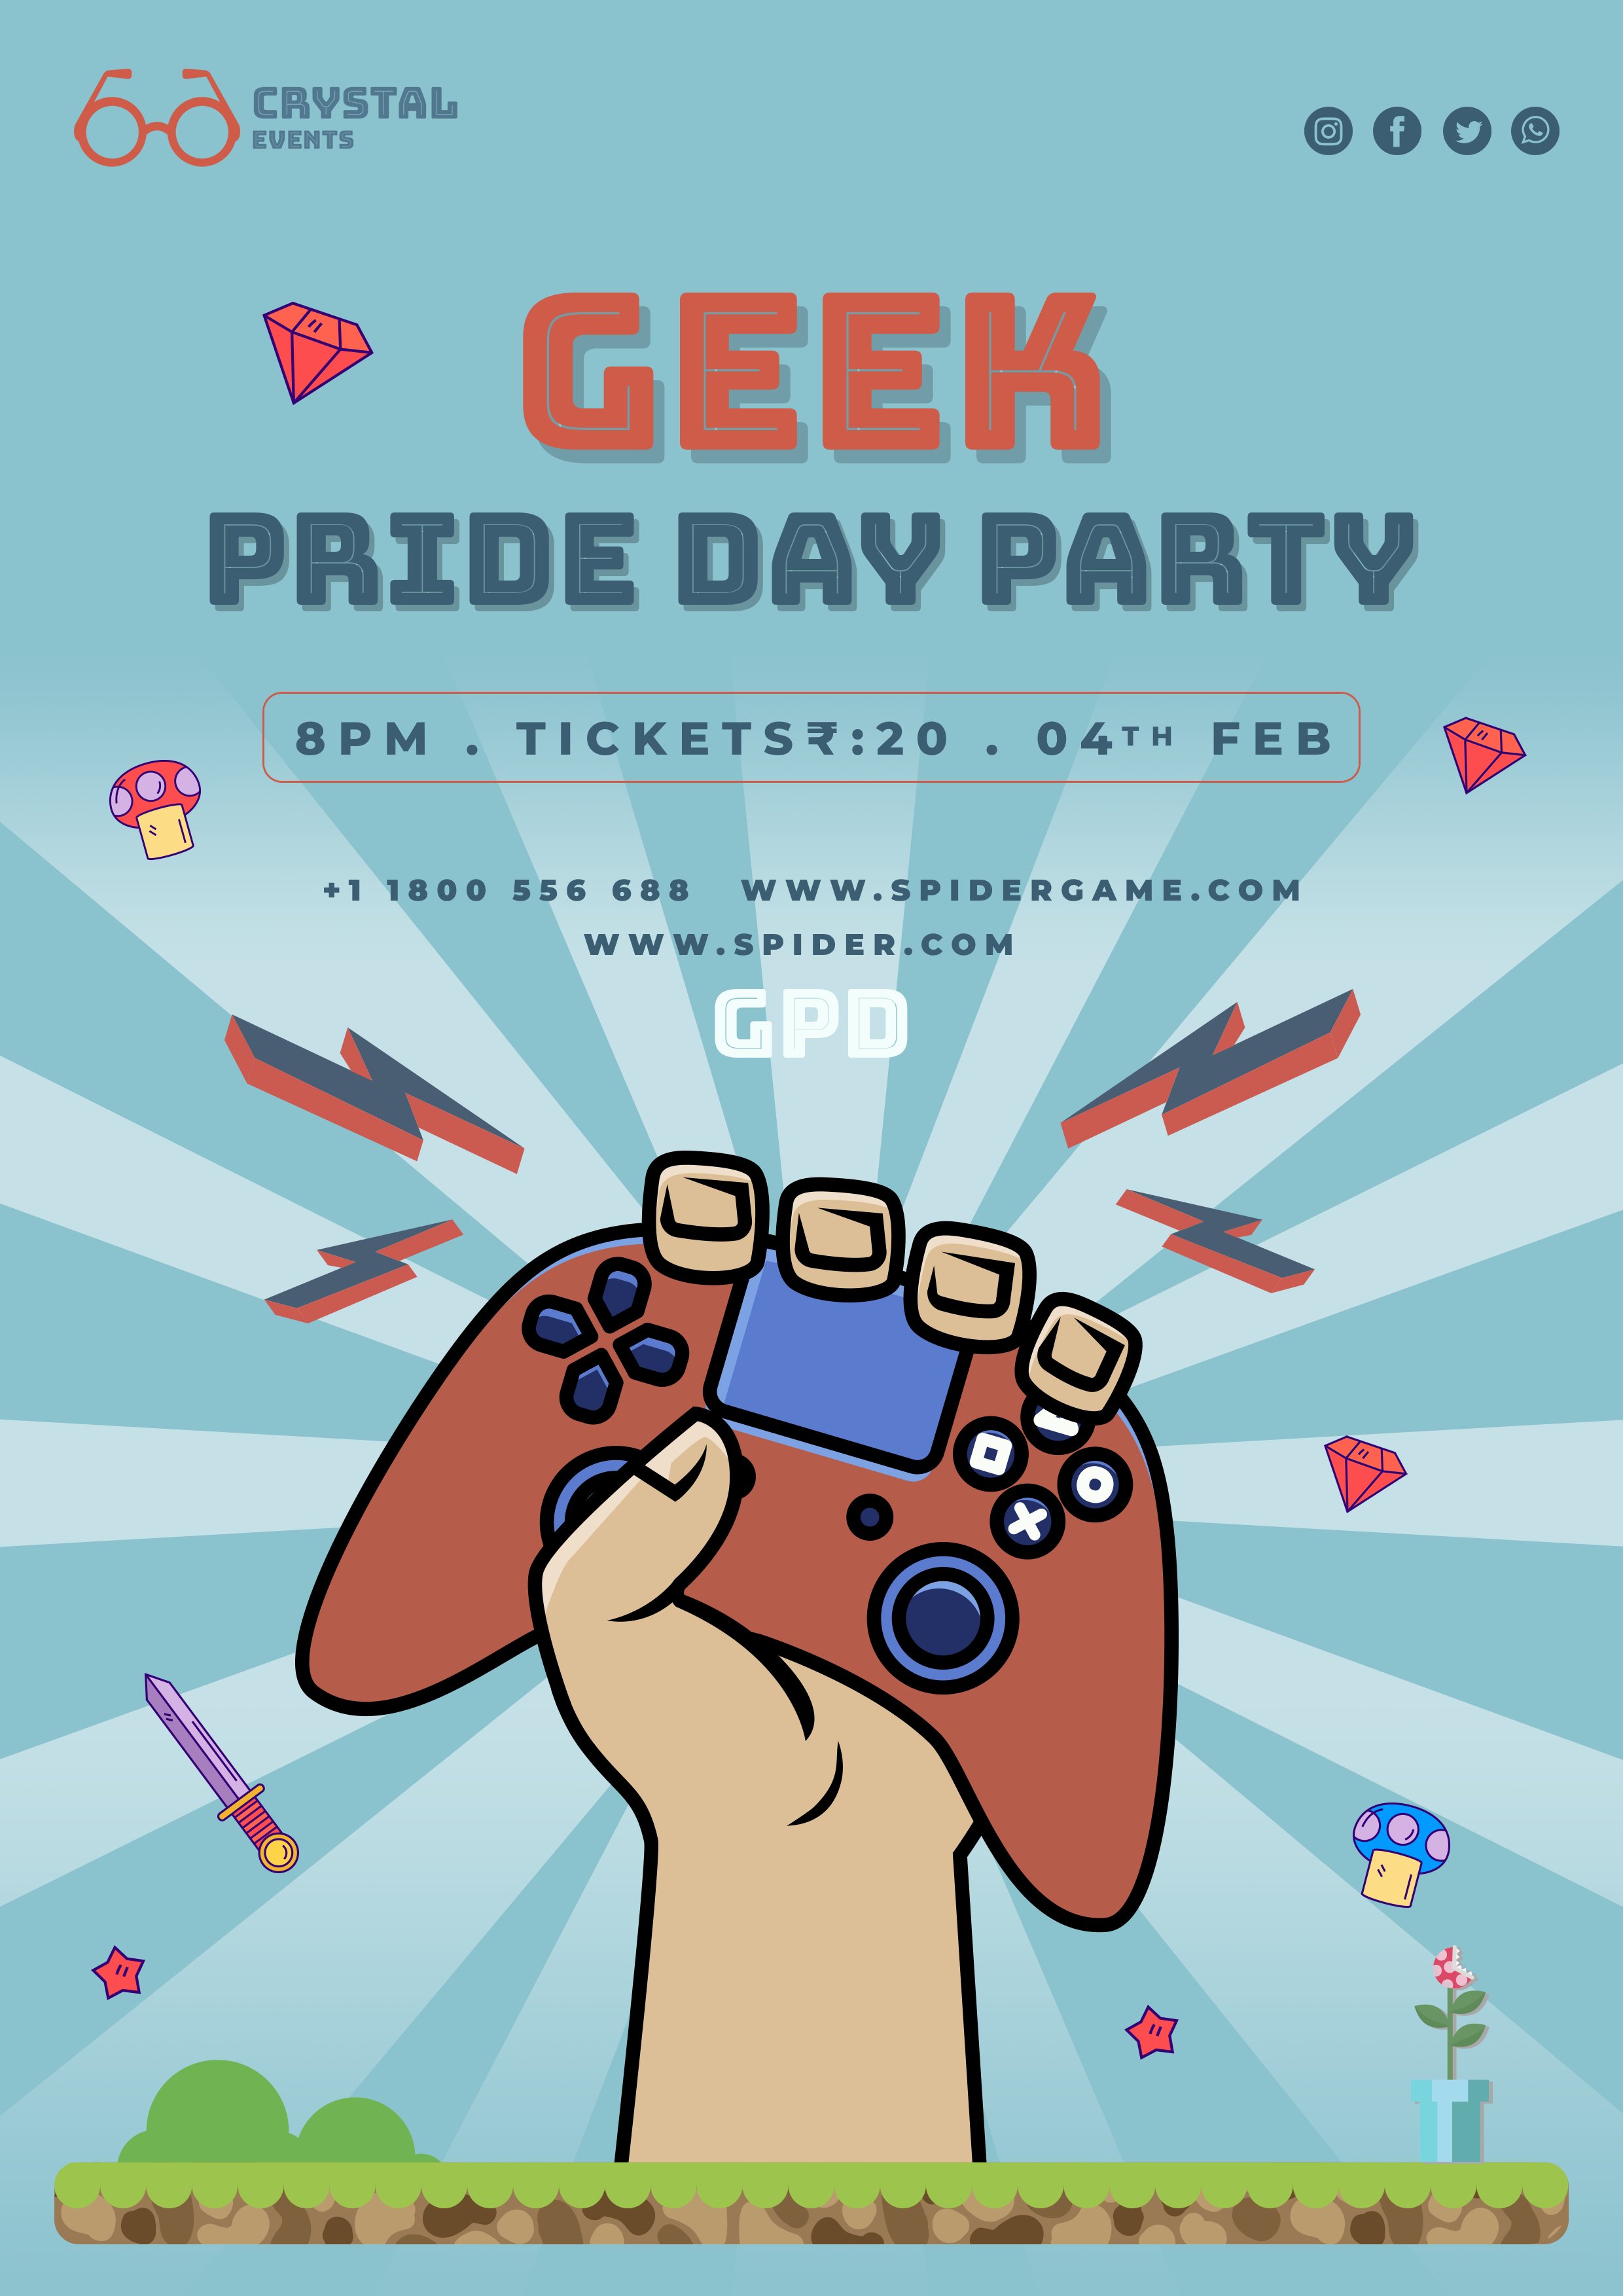 CRYSTAL
EVENTS
GEEK
PRIDE DAY PARTY
8PM . TICKETS₹:20 . 04TH FEB
+1 1800 556 688 WWW.SPIDERGAME.COM
WWW.SPIDER.COM
GPD